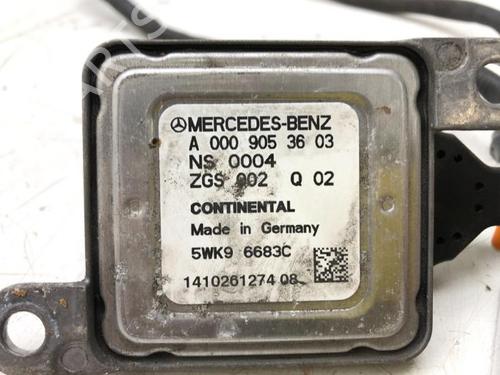 MERCEDES-BENZ
A 000 905 36 03
NS 0004
ZGS 002 Q 02
CONTINENTAL
Made in Germany
5WK9 6683C
1410261274 08